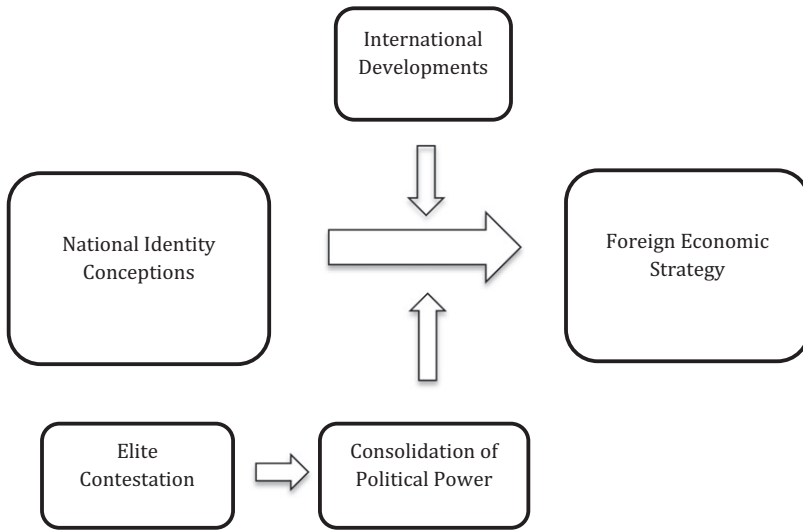 International
Developments
National Identity
Conceptions
Foreign Economic
Strategy
Elite
Contestation
Consolidation of
Political Power